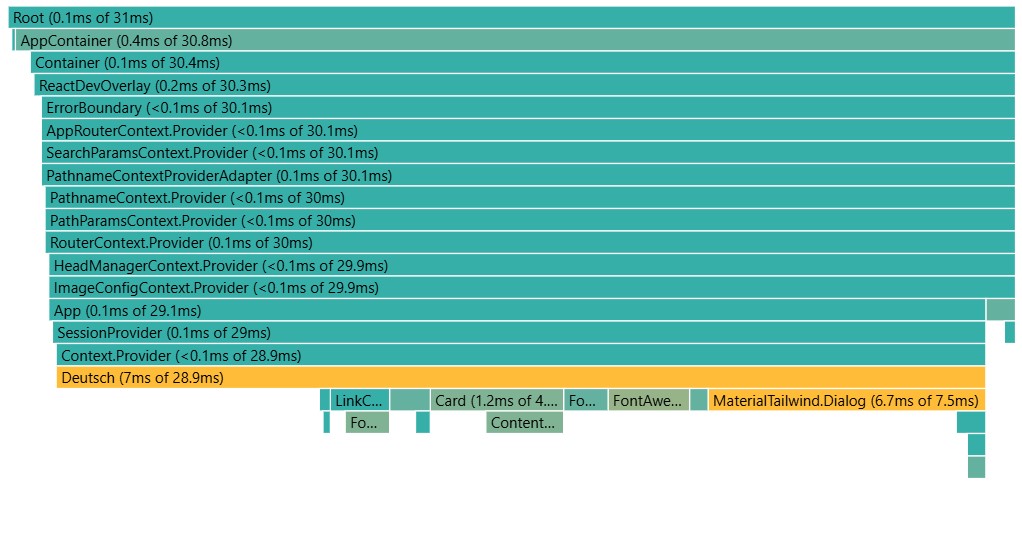 Root (0.1ms of 31ms)
AppContainer (0.4ms of 30.8ms)
Container (0.1ms of 30.4ms)
ReactDevOverlay (0.2ms of 30.3ms)
ErrorBoundary (<0.1ms of 30.1ms)
AppRouterContext.Provider (<0.1ms of 30.1ms)
SearchParamsContext.Provider (<0.1ms of 30.1ms)
PathnameContextProviderAdapter (0.1ms of 30.1ms)
PathnameContext.Provider (<0.1ms of 30ms)
PathParamsContext.Provider (<0.1ms of 30ms)
RouterContext.Provider (0.1ms of 30ms)
HeadManagerContext.Provider (<0.1ms of 29.9ms)
ImageConfigContext.Provider (<0.1ms of 29.9ms)
App (0.1ms of 29.1ms)
SessionProvider (0.1ms of 29ms)
Context.Provider (<0.1ms of 28.9ms)
Deutsch (7ms of 28.9ms)
LinkC... Card (1.2ms of 4.... Fo... FontAwe... MaterialTailwind.Dialog (6.7ms of 7.5ms)
Fo... Content...